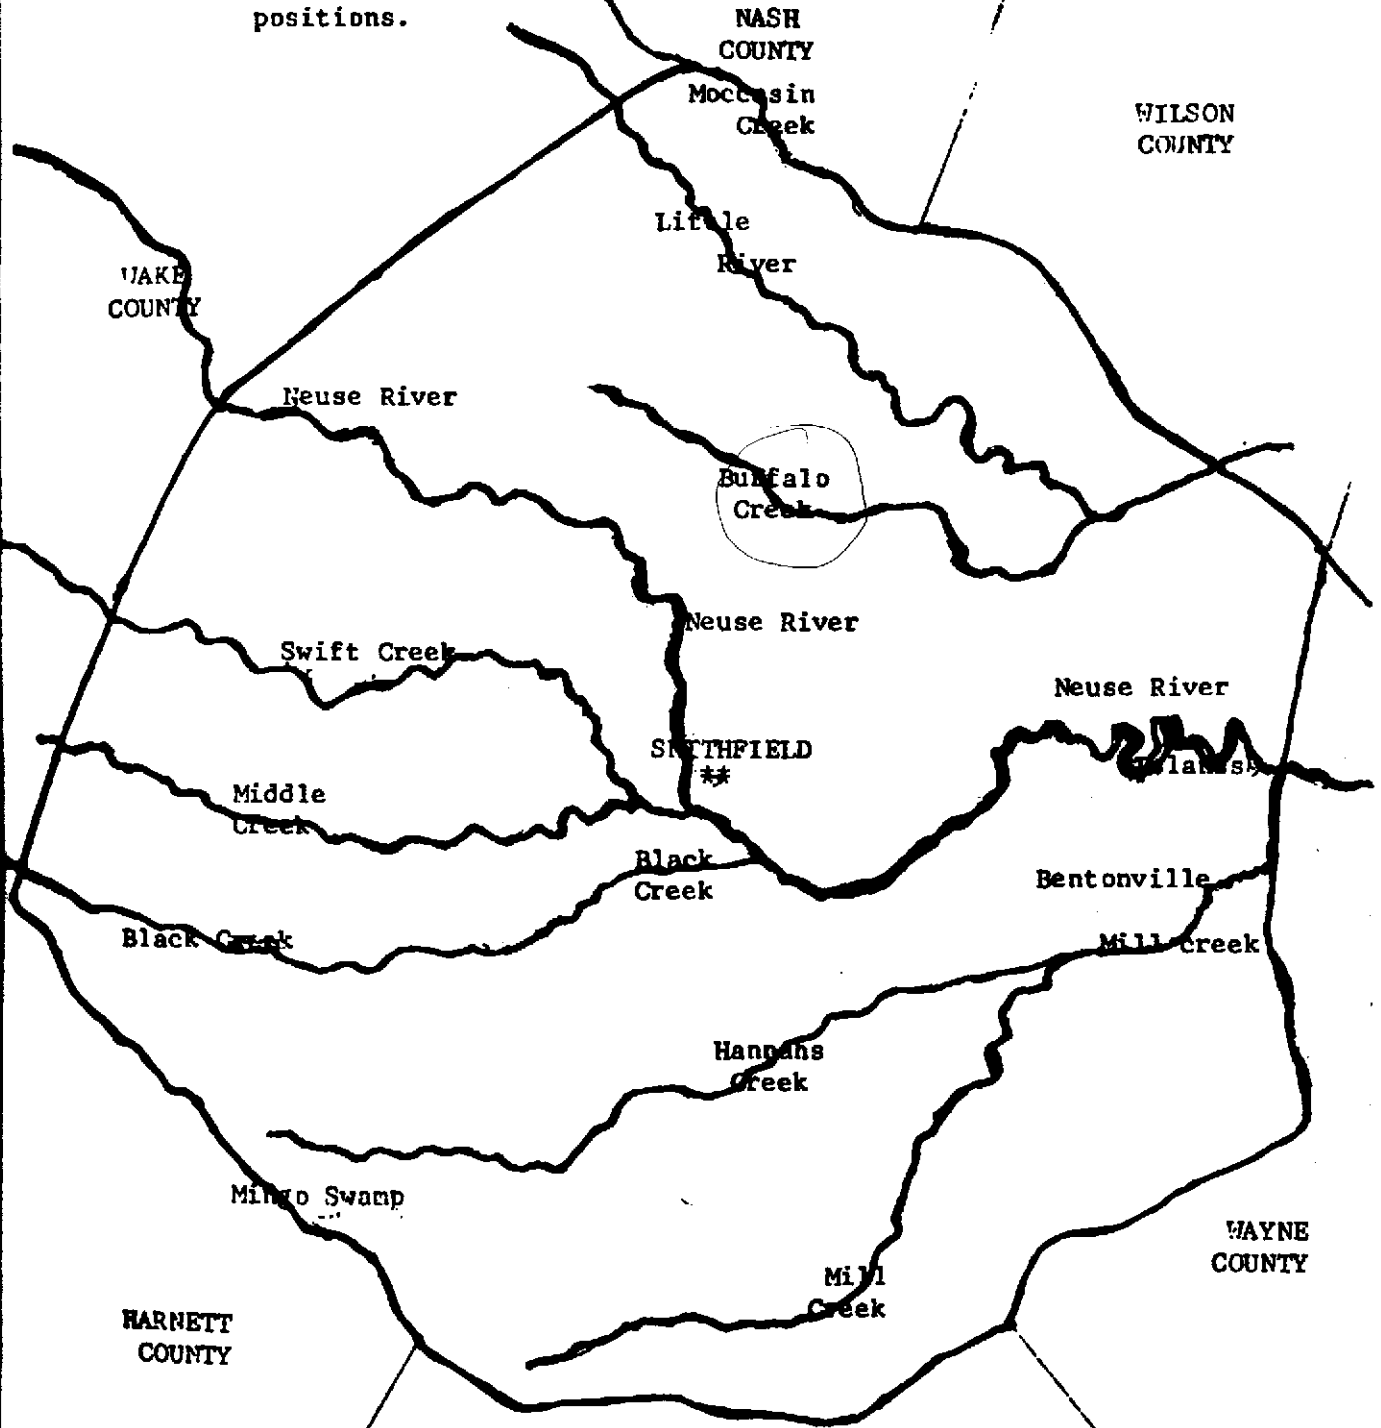 positions.
NASH
COUNTY
Moccasin
Creek
WILSON
COUNTY
Little
River
WAKE
COUNTY
Neuse River
Buffalo
Creek
Neuse River
Swift Creek
Neuse River
SMITHFIELD
**
Islands
Middle
Creek
Black
Creek
Bentonville
Black Creek
Mill Creek
Hannahs
Creek
Mingo Swamp
WAYNE
COUNTY
Mill
Creek
HARNETT
COUNTY